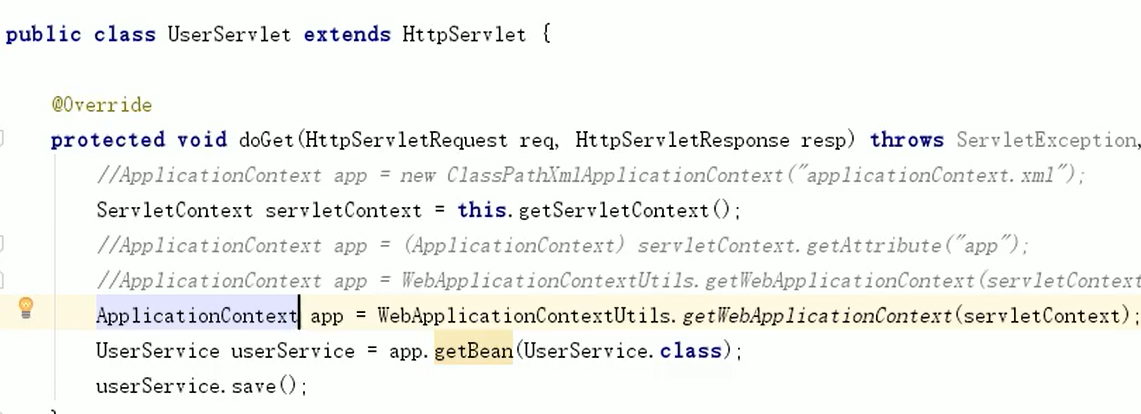 public class UserServlet extends HttpServlet {
@Override
protected void doGet(HttpServletRequest req, HttpServletResponse resp) throws ServletException,
//ApplicationContext app = new ClassPathXmlApplicationContext("applicationContext.xml");
ServletContext servletContext = this.getServletContext();
//ApplicationContext app = (ApplicationContext) servletContext.getAttribute("app");
//ApplicationContext app = WebApplicationContextUtils.getWebApplicationContext(servletContext
ApplicationContext app = WebApplicationContextUtils.getWebApplicationContext(servletContext);
UserService userService = app.getBean(UserService.class);
userService.save();
}